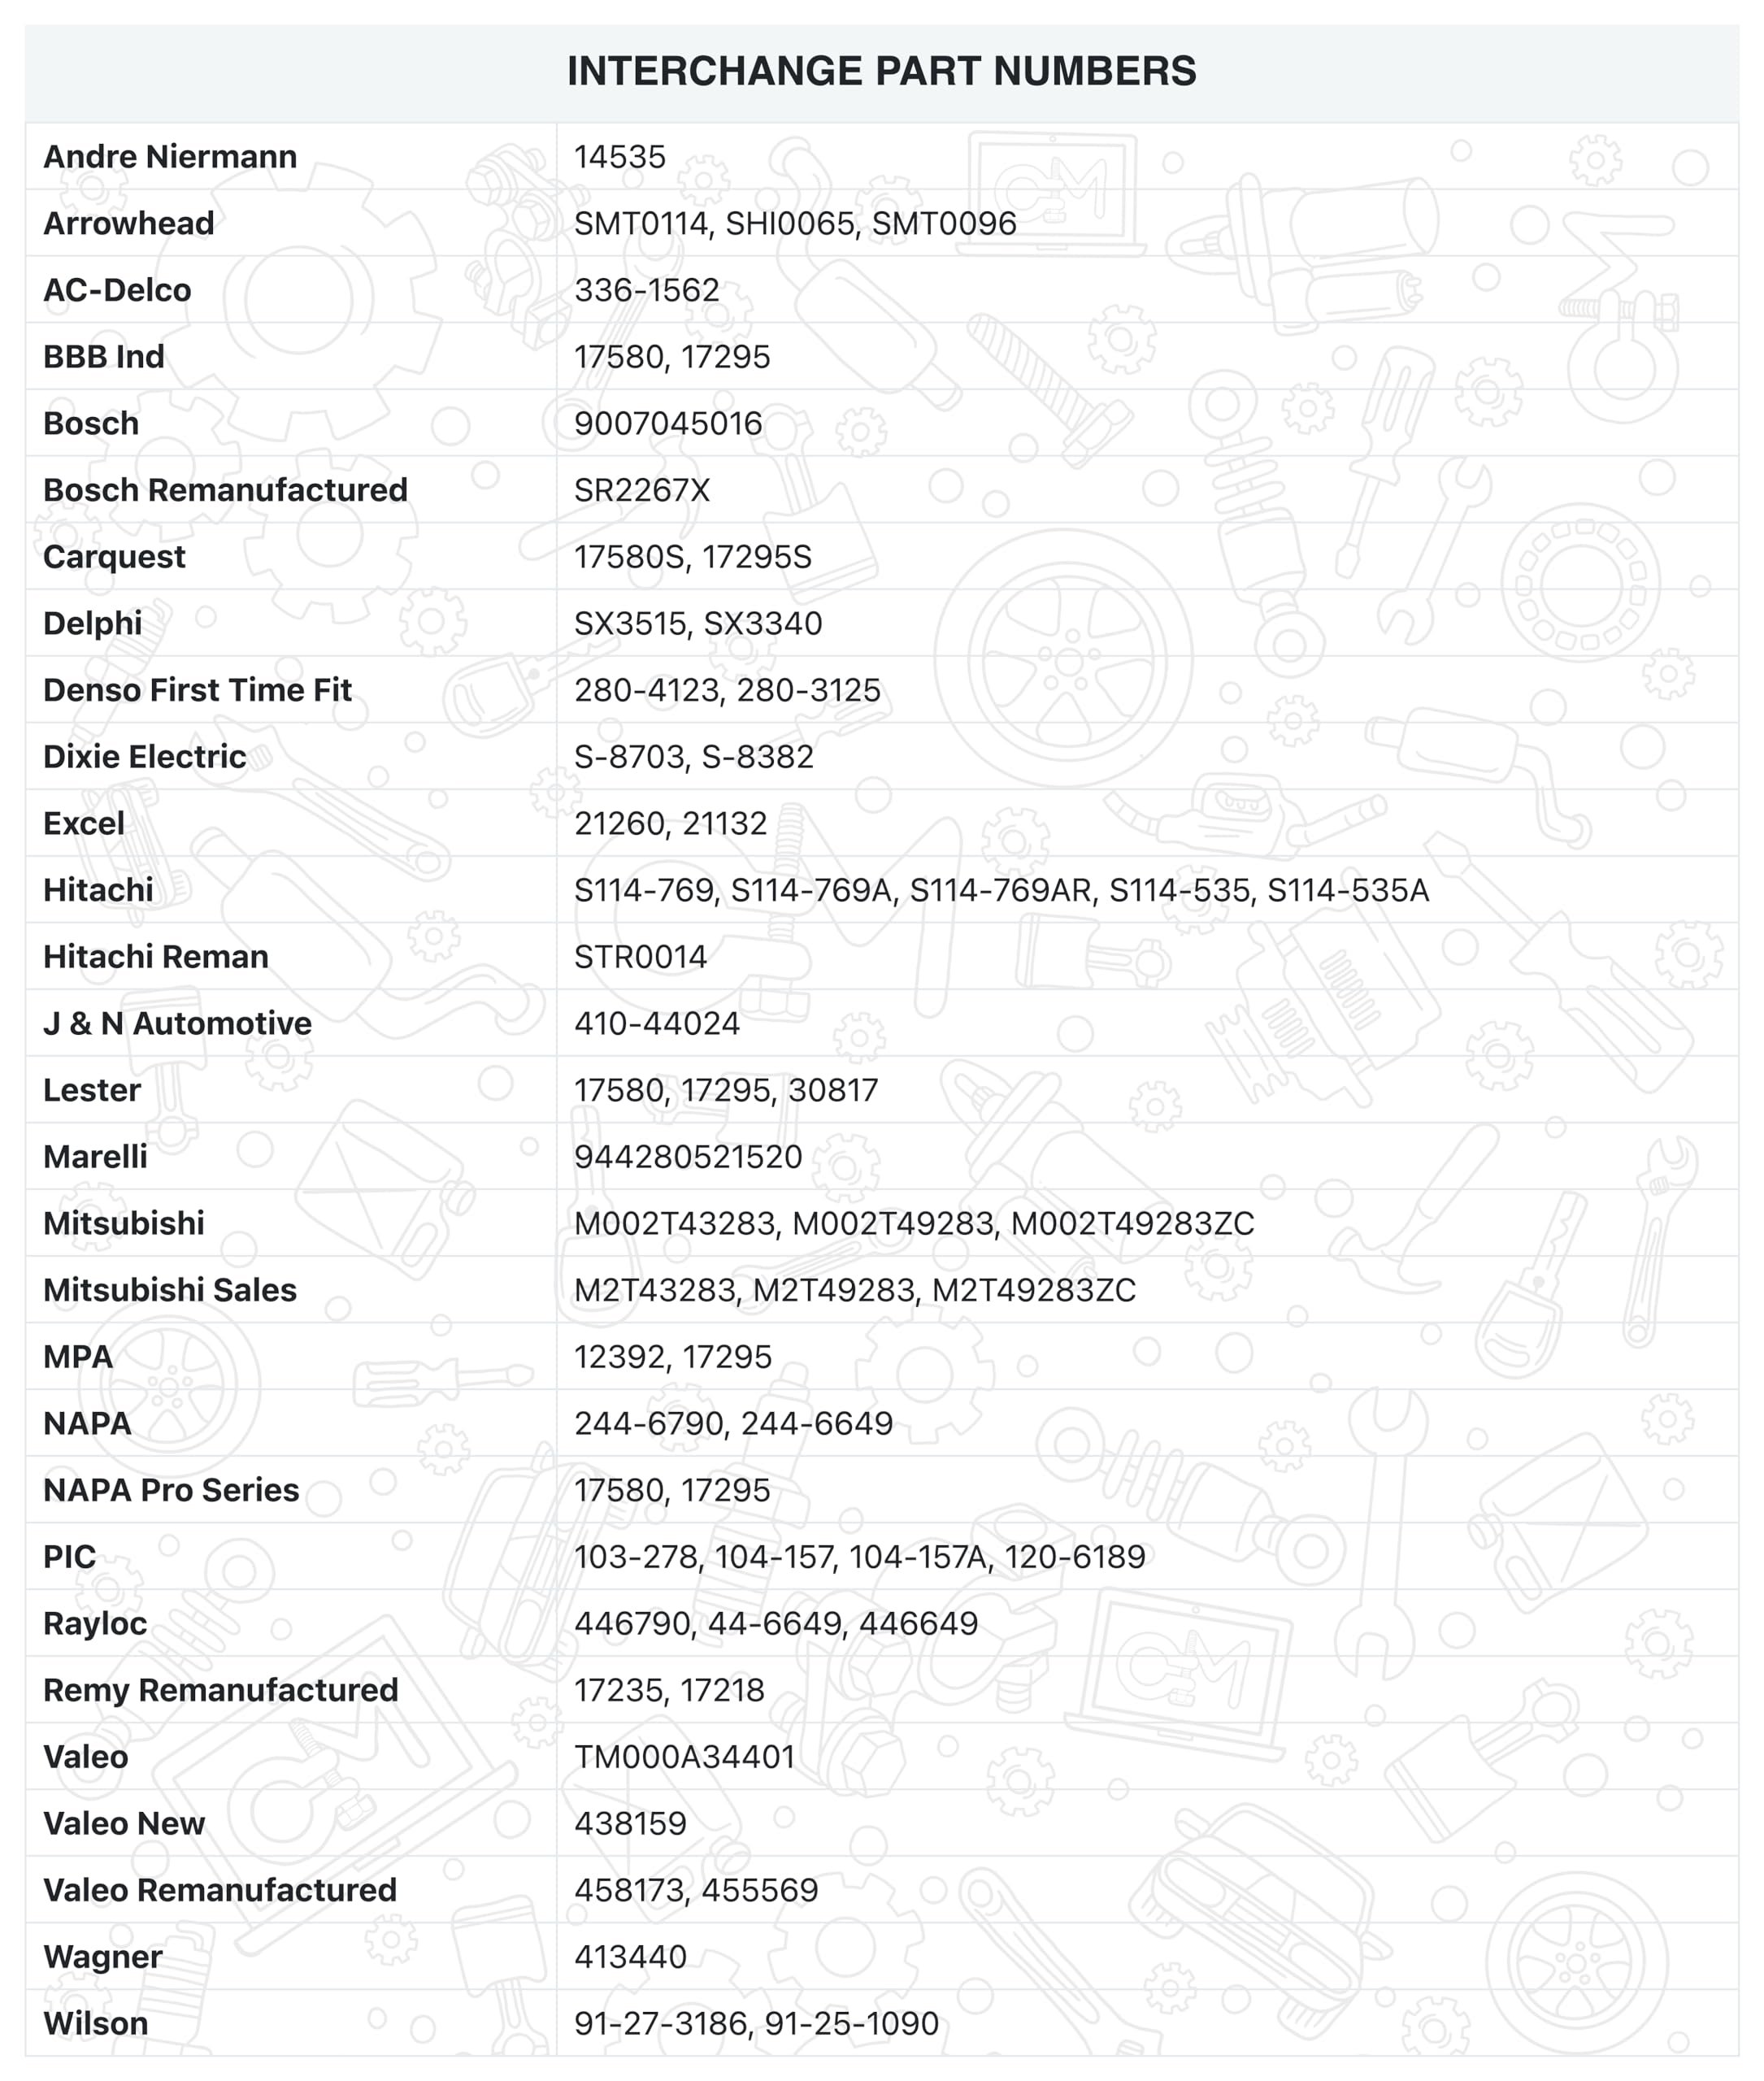 INTERCHANGE PART NUMBERS
Andre Niermann 14535
Arrowhead SMT0114, SHI0065, SMT0096
AC-Delco 336-1562
BBB Ind 17580, 17295
Bosch 9007045016
Bosch Remanufactured SR2267X
Carquest 17580S, 17295S
Delphi SX3515, SX3340
Denso First Time Fit 280-4123, 280-3125
Dixie Electric S-8703, S-8382
Excel 21260, 21132
Hitachi S114-769, S114-769A, S114-769AR, S114-535, S114-535A
Hitachi Reman STR0014
J & N Automotive 410-44024
Lester 17580, 17295, 30817
Marelli 944280521520
Mitsubishi M002T43283, M002T49283, M002T49283ZC
Mitsubishi Sales M2T43283, M2T49283, M2T49283ZC
MPA 12392, 17295
NAPA 244-6790, 244-6649
NAPA Pro Series 17580, 17295
PIC 103-278, 104-157, 104-157A, 120-6189
Rayloc 446790, 44-6649, 446649
Remy Remanufactured 17235, 17218
Valeo TM000A34401
Valeo New 438159
Valeo Remanufactured 458173, 455569
Wagner 413440
Wilson 91-27-3186, 91-25-1090